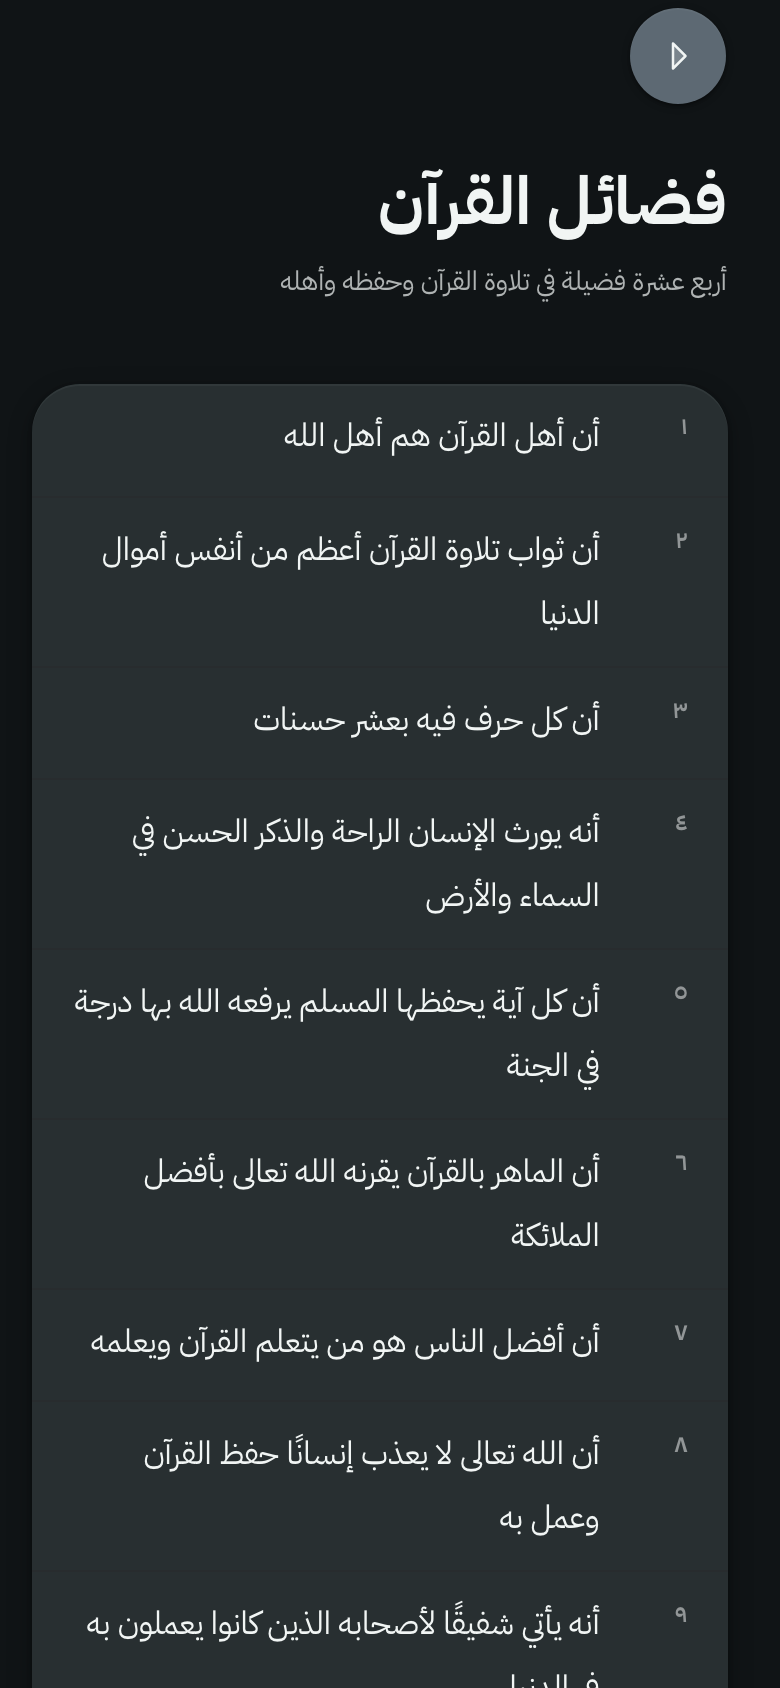 فضائل القرآن
أربع عشرة فضيلة في تلاوة القرآن وحفظه وأهله
١ أن أهل القرآن هم أهل الله
٢ أن ثواب تلاوة القرآن أعظم من أنفس أموال
الدنيا
٣ أن كل حرف فيه بعشر حسنات
٤ أنه يورث الإنسان الراحة والذكر الحسن في
السماء والأرض
٥ أن كل آية يحفظها المسلم يرفعه الله بها درجة
في الجنة
٦ أن الماهر بالقرآن يقرنه الله تعالى بأفضل
الملائكة
٧ أن أفضل الناس هو من يتعلم القرآن ويعلمه
٨ أن الله تعالى لا يعذب إنسانًا حفظ القرآن
وعمل به
٩ أنه يأتي شفيقًا لأصحابه الذين كانوا يعملون به
في الدنيا